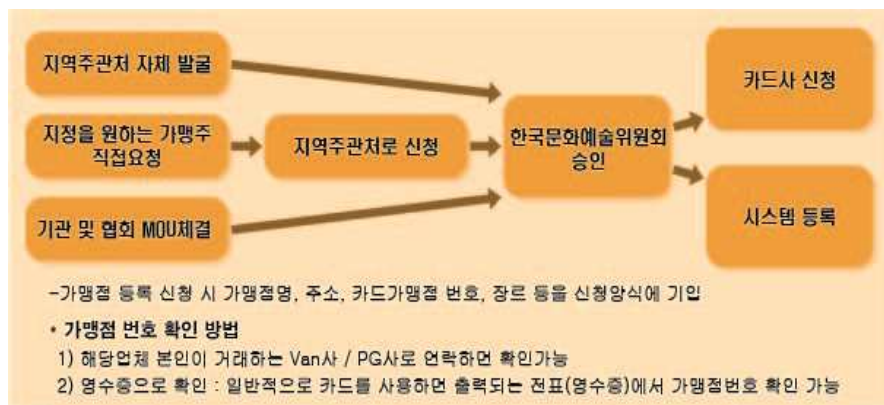 지역주관처 자체 발굴
지정을 원하는 가맹주
직접요청
기관 및 협회 MOU체결
지역주관처로 신청
한국문화예술위원회
승인
카드사 신청
시스템 등록
-가맹점 등록 신청 시 가맹점명, 주소, 카드가맹점 번호, 장르 등을 신청양식에 기입
• 가맹점 번호 확인 방법
1) 해당업체 본인이 거래하는 Van사 / PG사로 연락하면 확인가능
2) 영수증으로 확인 : 일반적으로 카드를 사용하면 출력되는 전표(영수증)에서 가맹점번호 확인 가능